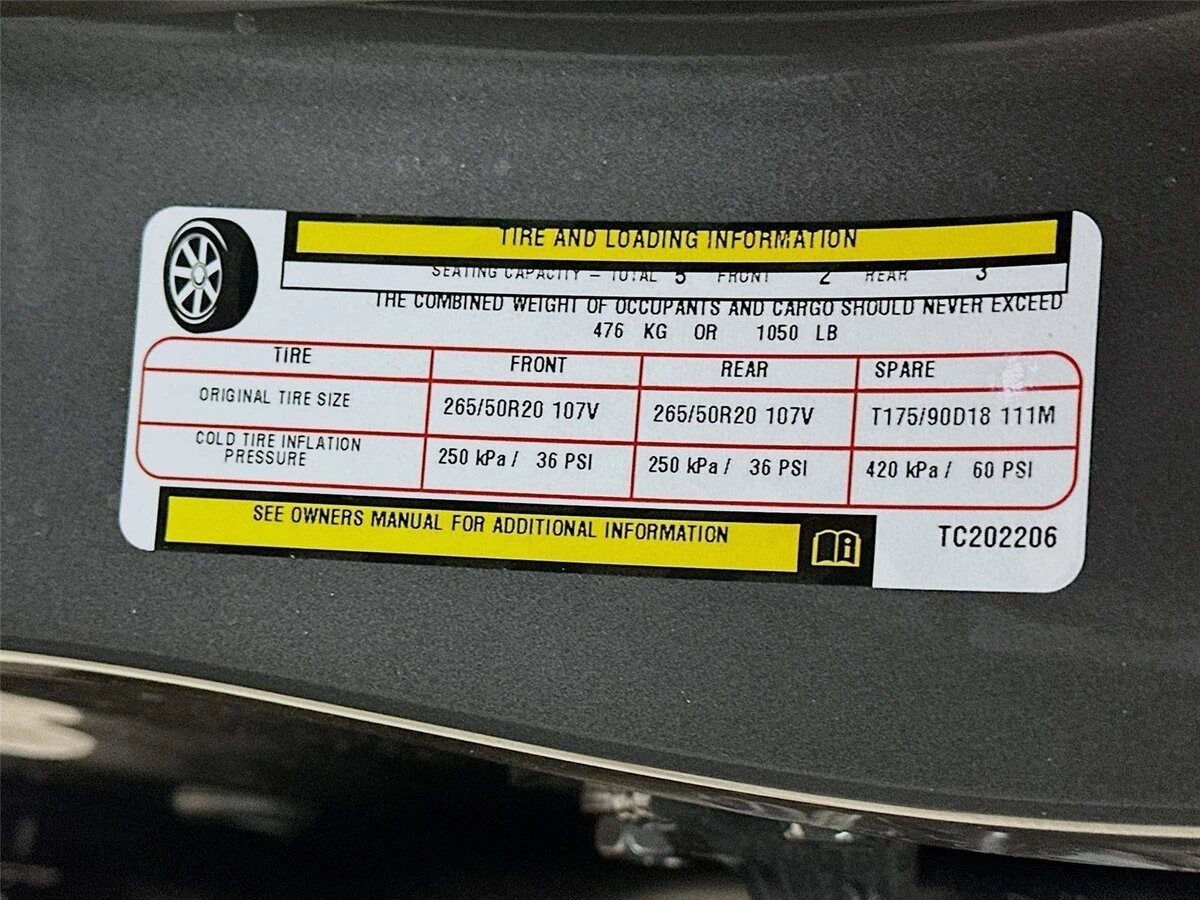 TIRE AND LOADING INFORMATION
SEATING CAPACITY – TOTAL 5 FRONT 2 REAR 3
THE COMBINED WEIGHT OF OCCUPANTS AND CARGO SHOULD NEVER EXCEED
476 KG OR 1050 LB
TIRE FRONT REAR SPARE
ORIGINAL TIRE SIZE 265/50R20 107V 265/50R20 107V T175/90D18 111M
COLD TIRE INFLATION
PRESSURE 250 kPa / 36 PSI 250 kPa / 36 PSI 420 kPa / 60 PSI
SEE OWNERS MANUAL FOR ADDITIONAL INFORMATION
TC202206